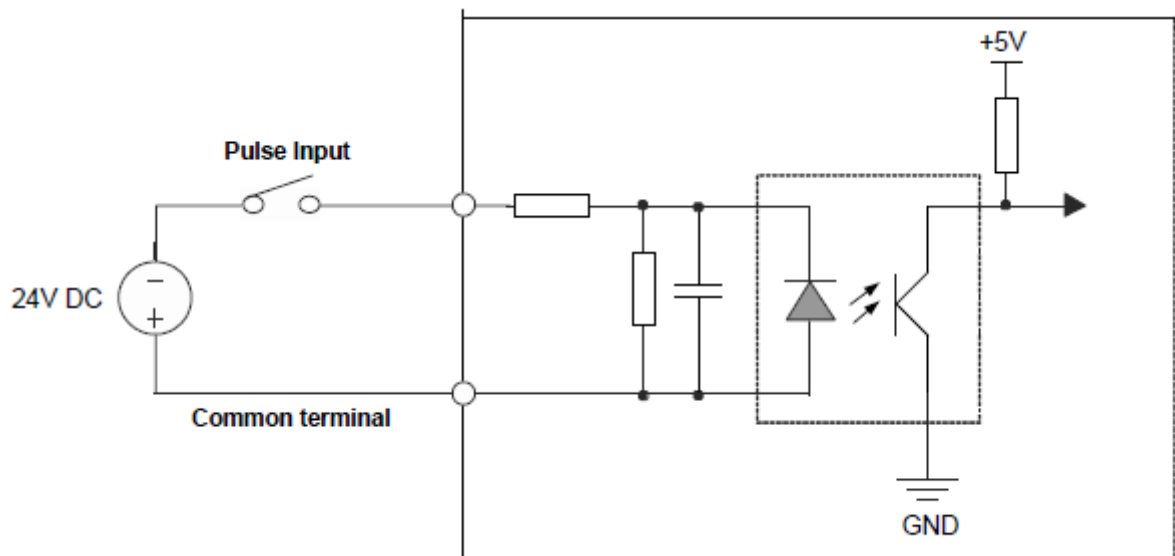 +5V
Pulse Input
24V DC
−
+
Common terminal
GND